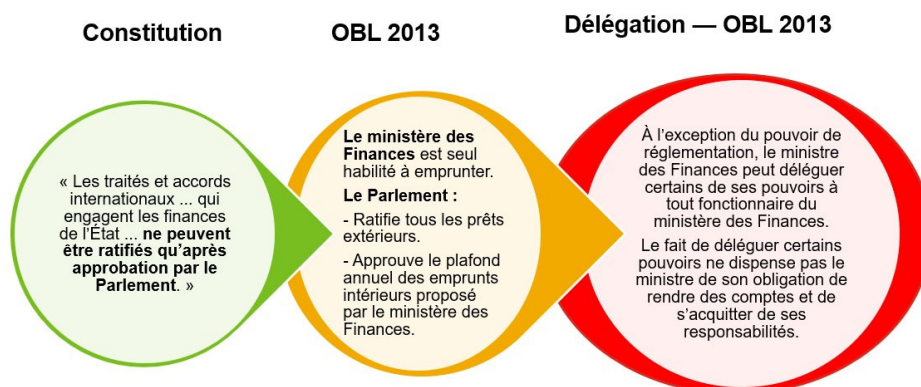 Constitution
OBL 2013
Délégation — OBL 2013
« Les traités et accords
internationaux ... qui
engagent les finances
de l’État ... ne peuvent
être ratifiés qu’après
approbation par le
Parlement. »
Le ministère des
Finances est seul
habilité à emprunter.
Le Parlement :
- Ratifie tous les prêts
extérieurs.
- Approuve le plafond
annuel des emprunts
intérieurs proposé
par le ministère des
Finances.
À l’exception du pouvoir de
réglementation, le ministre
des Finances peut déléguer
certains de ses pouvoirs à
tout fonctionnaire du
ministère des Finances.
Le fait de déléguer certains
pouvoirs ne dispense pas le
ministre de son obligation de
rendre des comptes et de
s’acquitter de ses
responsabilités.